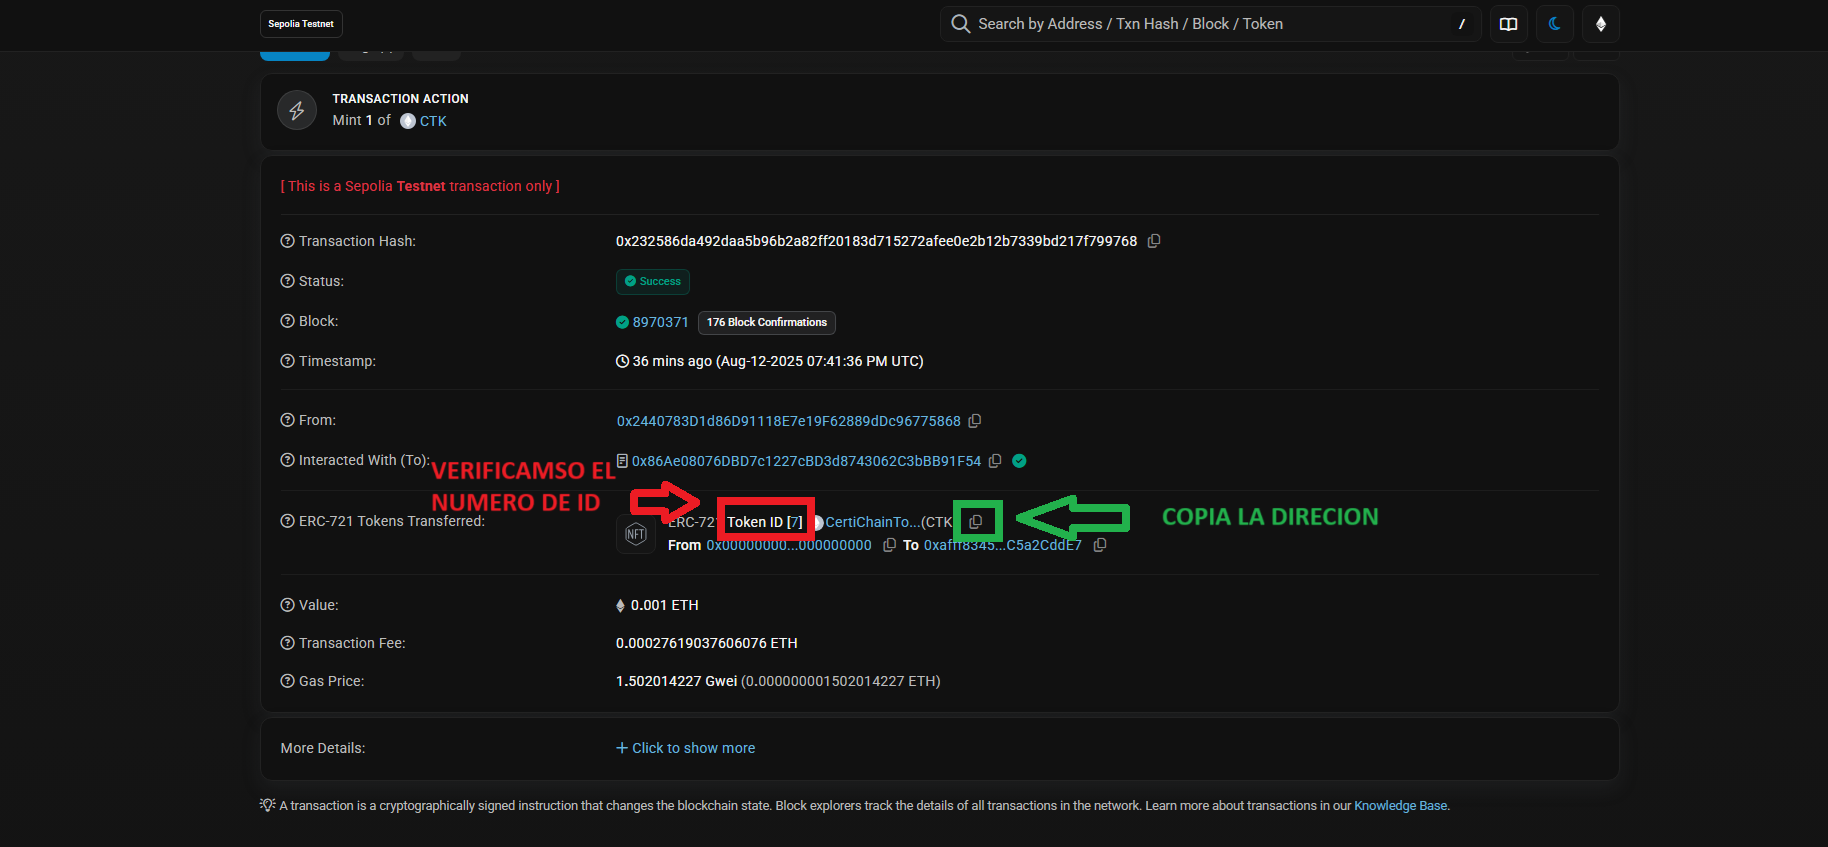 Sepolia Testnet
Search by Address / Txn Hash / Block / Token
/
TRANSACTION ACTION
Mint 1 of CTK
[ This is a Sepolia Testnet transaction only ]
Transaction Hash: 0x232586da492daa5b96b2a82ff20183d715272afee0e2b12b7339bd217f799768
Status: Success
Block: 8970371 176 Block Confirmations
Timestamp: 36 mins ago (Aug-12-2025 07:41:36 PM UTC)
From: 0x2440783D1d86D91118E7e19F62889dDc96775868
Interacted With (To): 0x86Ae08076DBD7c1227cBD3d8743062C3bBB91F54
VERIFICAMSO EL
NUMERO DE ID
ERC-721 Tokens Transferred: NFT ERC-721 Token ID [7] CertiChainTo...(CTK
COPIA LA DIRECION
From 0x00000000...000000000 To 0xafff8345...C5a2CddE7
Value: 0.001 ETH
Transaction Fee: 0.00027619037606076 ETH
Gas Price: 1.502014227 Gwei (0.000000001502014227 ETH)
More Details: + Click to show more
A transaction is a cryptographically signed instruction that changes the blockchain state. Block explorers track the details of all transactions in the network. Learn more about transactions in our Knowledge Base.